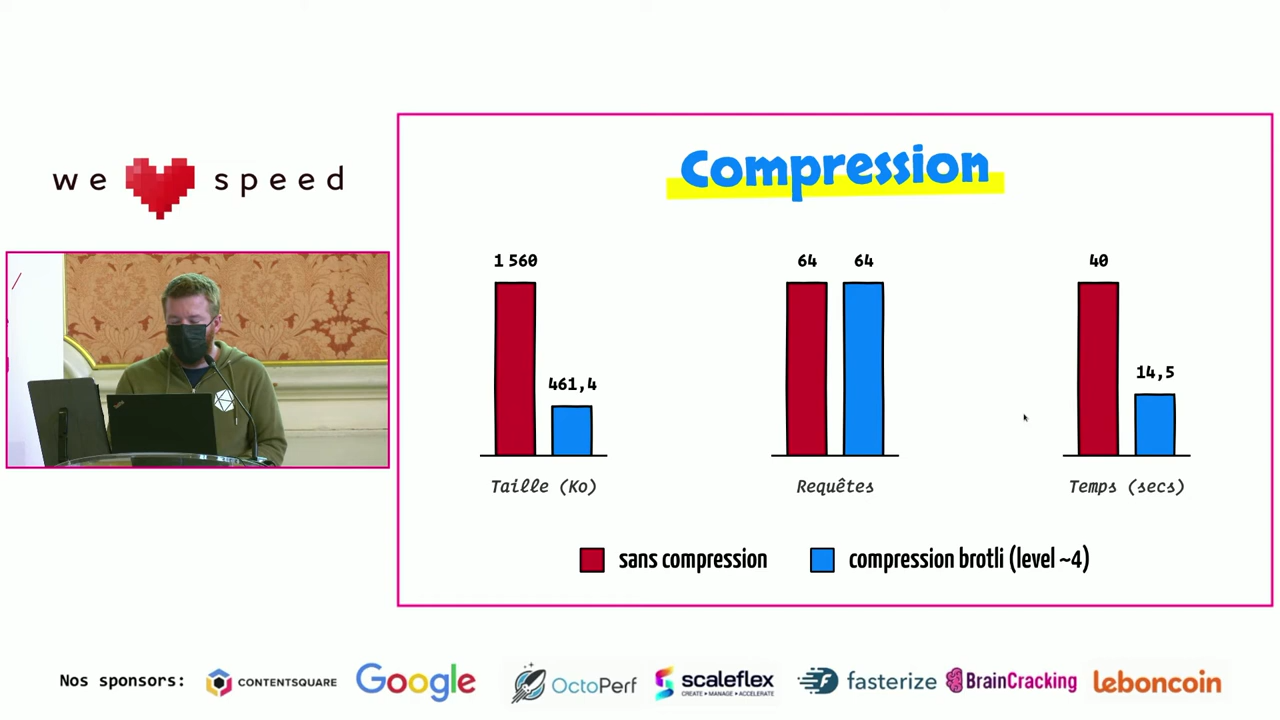 we speed
Compression
1 560
461,4
64
64
40
14,5
Taille (Ko)
Requêtes
Temps (secs)
sans compression
compression brotli (level ~4)
Nos sponsors:
CONTENTSQUARE
Google
OctoPerf
scaleflex
CREATE • MANAGE • ACCELERATE
fasterize
BrainCracking
leboncoin